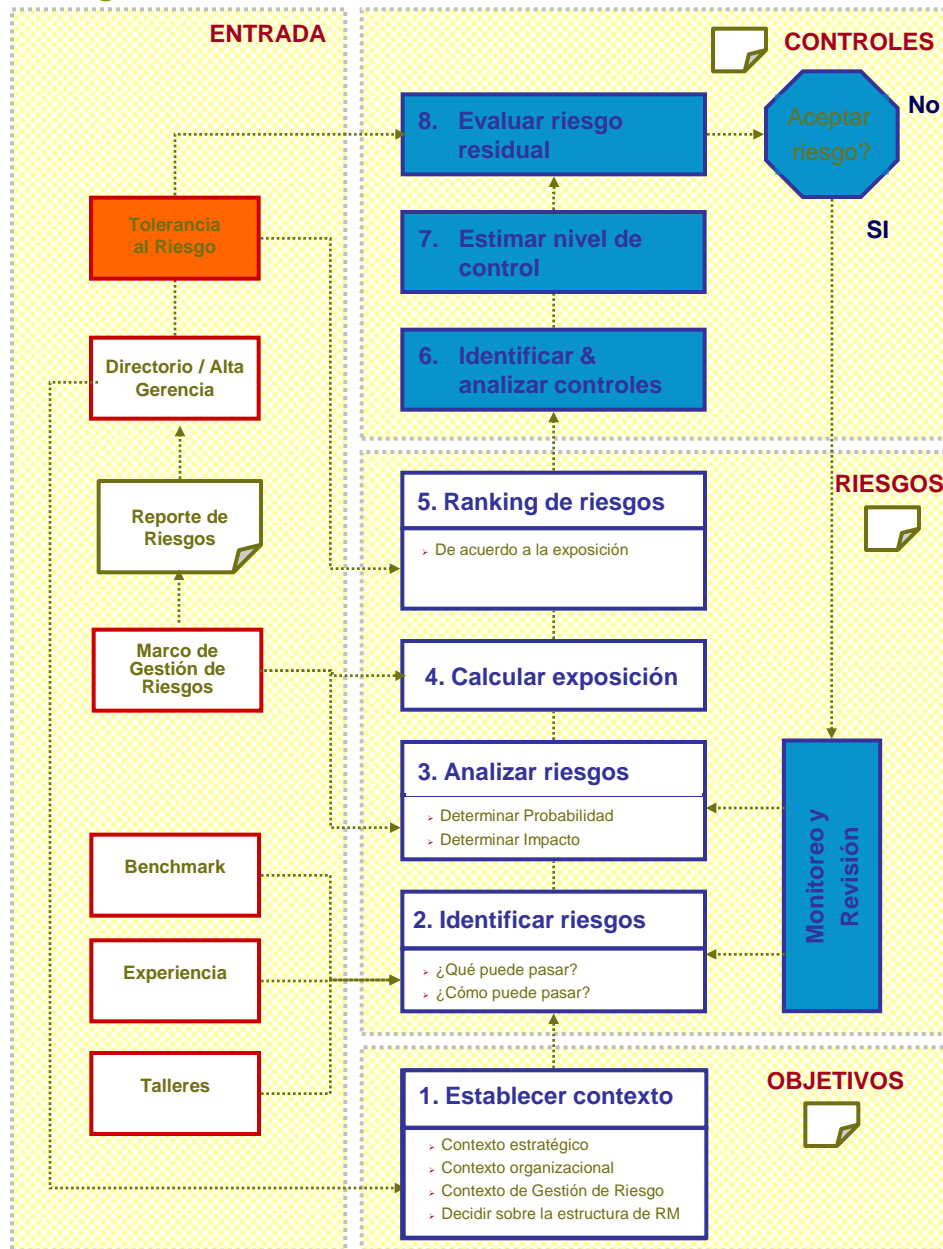 ENTRADA
Tolerancia
al Riesgo
Directorio / Alta
Gerencia
Reporte de
Riesgos
Marco de
Gestión de
Riesgos
Benchmark
Experiencia
Talleres
CONTROLES
8. Evaluar riesgo
residual
Aceptar
riesgo?
No
SI
7. Estimar nivel de
control
6. Identificar &
analizar controles
RIESGOS
5. Ranking de riesgos
De acuerdo a la exposición
4. Calcular exposición
3. Analizar riesgos
Determinar Probabilidad
Determinar Impacto
2. Identificar riesgos
¿Qué puede pasar?
¿Cómo puede pasar?
Monitoreo y
Revisión
OBJETIVOS
1. Establecer contexto
Contexto estratégico
Contexto organizacional
Contexto de Gestión de Riesgo
Decidir sobre la estructura de RM